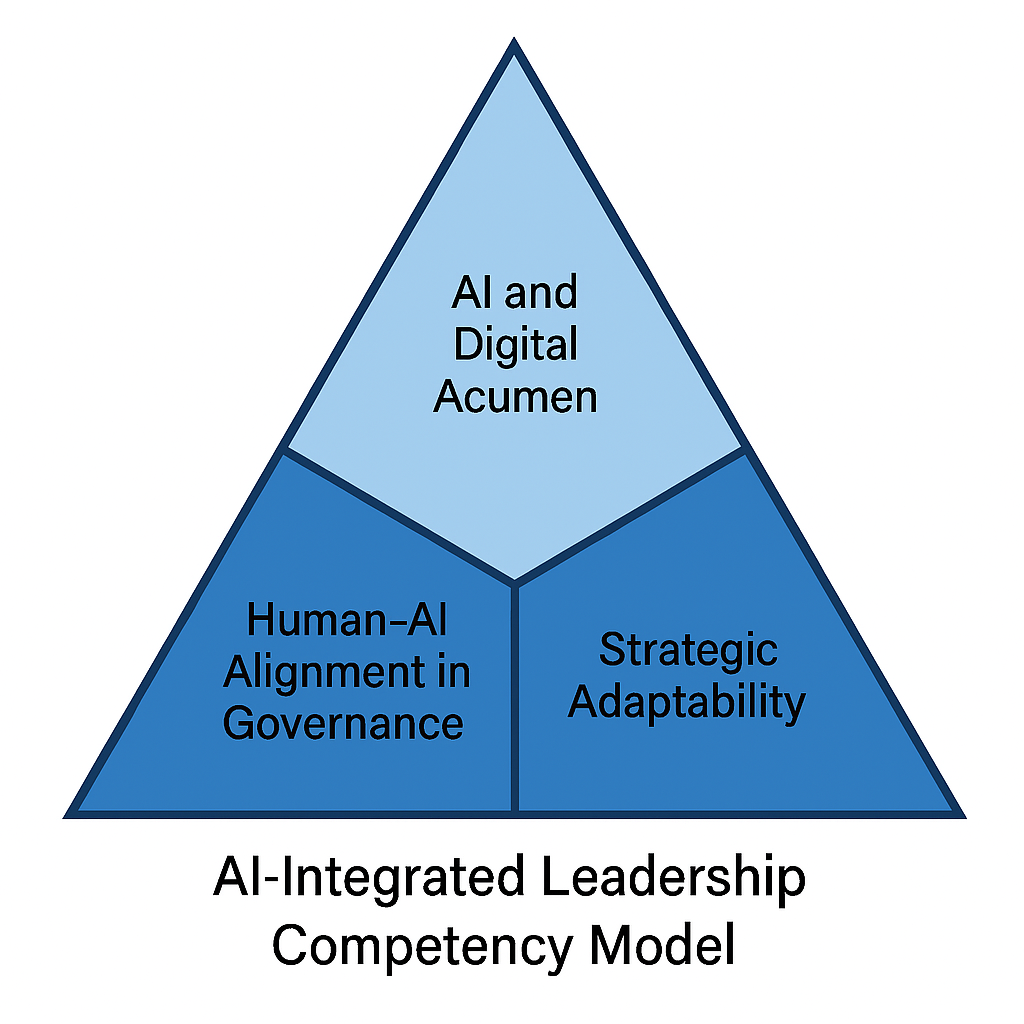 AI and
Digital
Acumen
Human–AI
Alignment in
Governance
Strategic
Adaptability
AI-Integrated Leadership
Competency Model